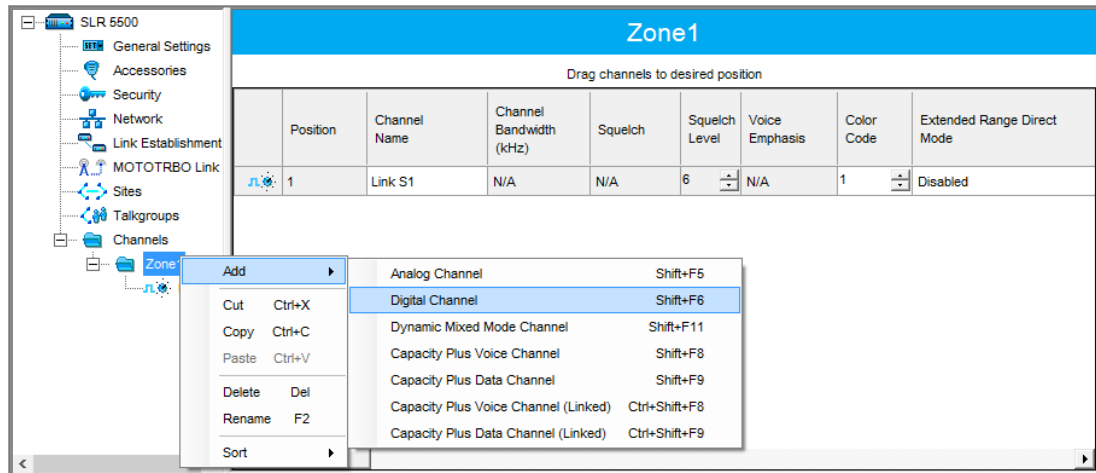 SLR 5500
General Settings
Accessories
Security
Network
Link Establishment
MOTOTRBO Link
Sites
Talkgroups
Channels
Zone1
Zone1
Drag channels to desired position
Position
Channel
Name
Channel
Bandwidth
(kHz)
Squelch
Squelch
Level
Voice
Emphasis
Color
Code
Extended Range Direct
Mode
1
Link S1
N/A
N/A
6
N/A
1
Disabled
Add
Cut Ctrl+X
Copy Ctrl+C
Paste Ctrl+V
Delete Del
Rename F2
Sort
Analog Channel Shift+F5
Digital Channel Shift+F6
Dynamic Mixed Mode Channel Shift+F11
Capacity Plus Voice Channel Shift+F8
Capacity Plus Data Channel Shift+F9
Capacity Plus Voice Channel (Linked) Ctrl+Shift+F8
Capacity Plus Data Channel (Linked) Ctrl+Shift+F9